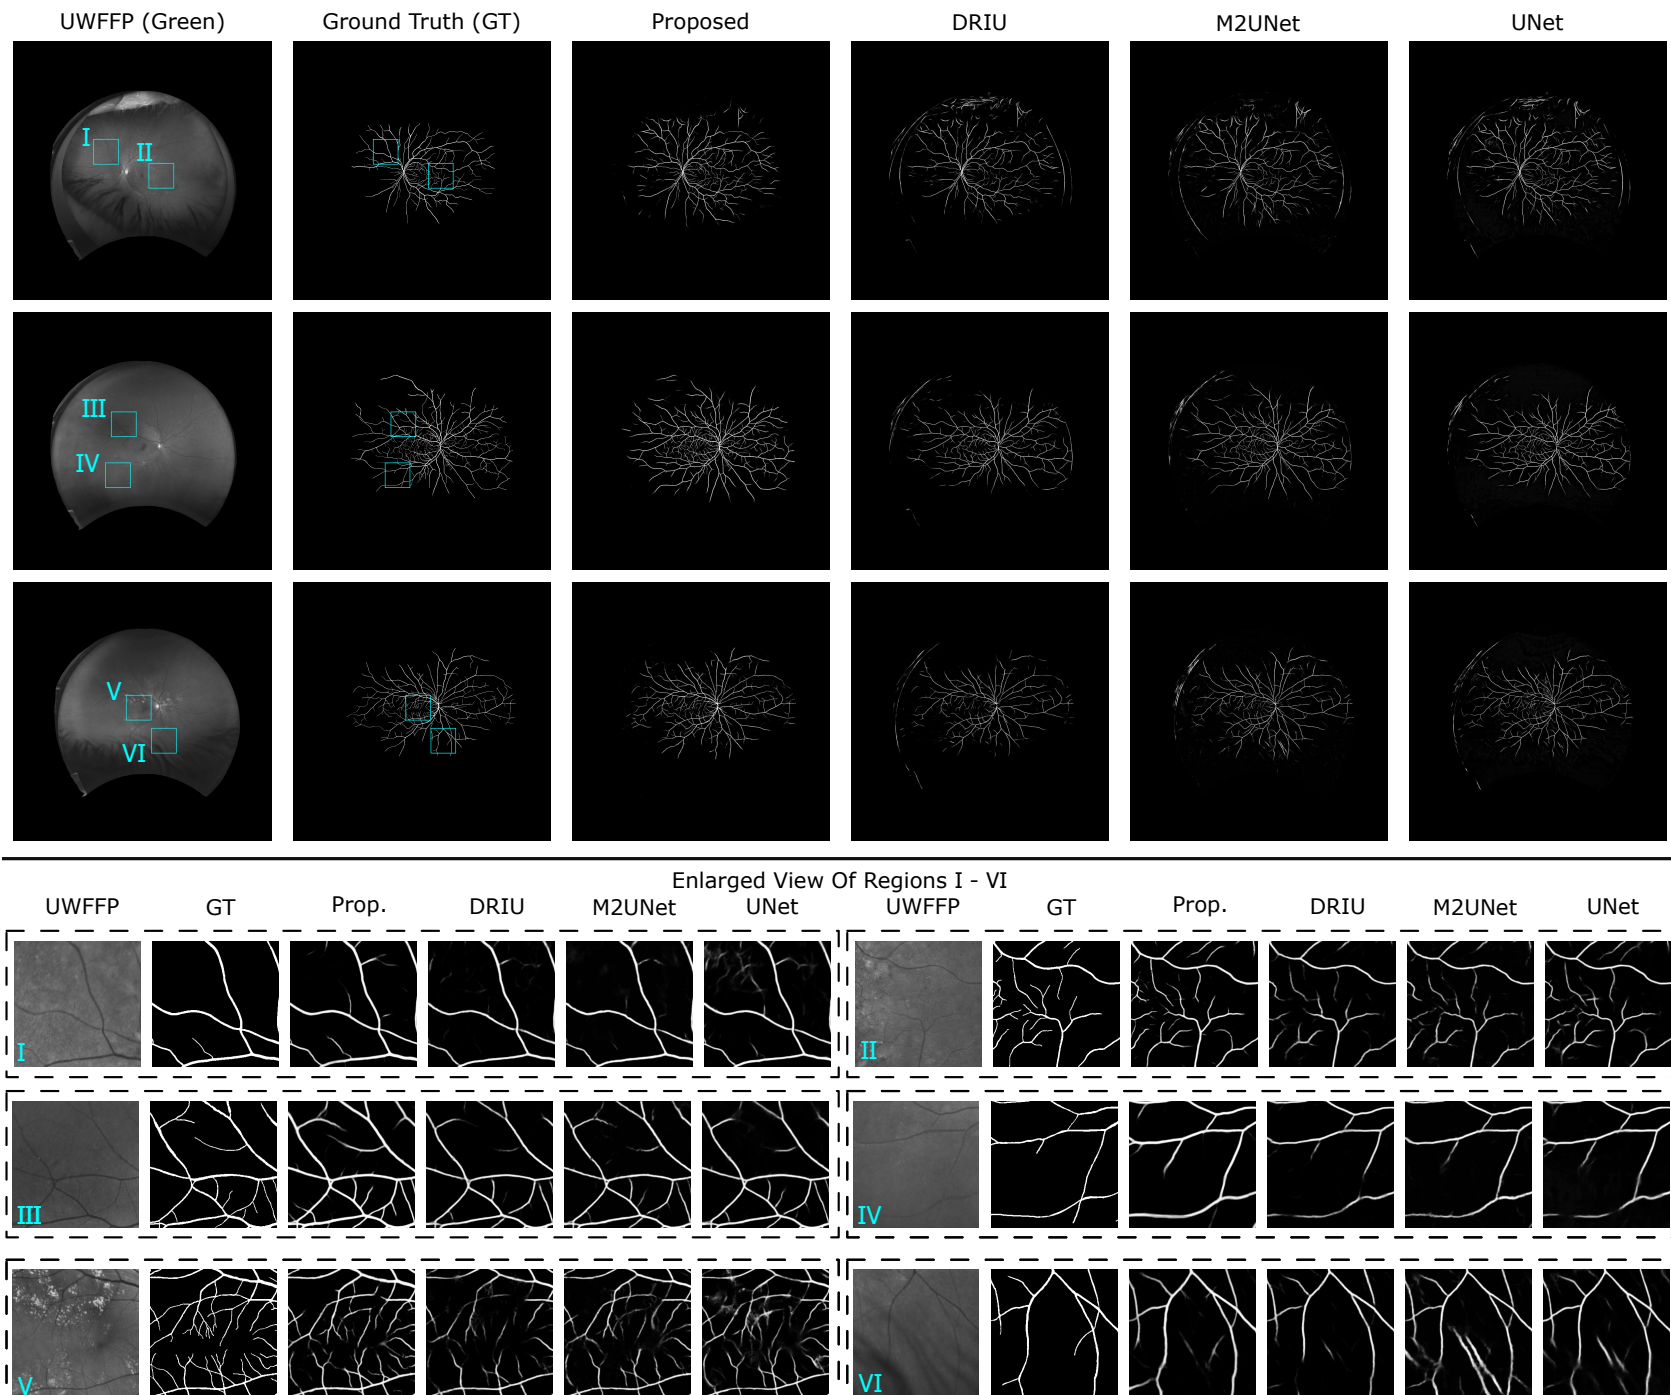 UWFFP (Green) Ground Truth (GT) Proposed DRIU M2UNet UNet
I
II
III
IV
V
VI
Enlarged View Of Regions I - VI
UWFFP GT Prop. DRIU M2UNet UNet UWFFP GT Prop. DRIU M2UNet UNet
I II
III IV
V VI